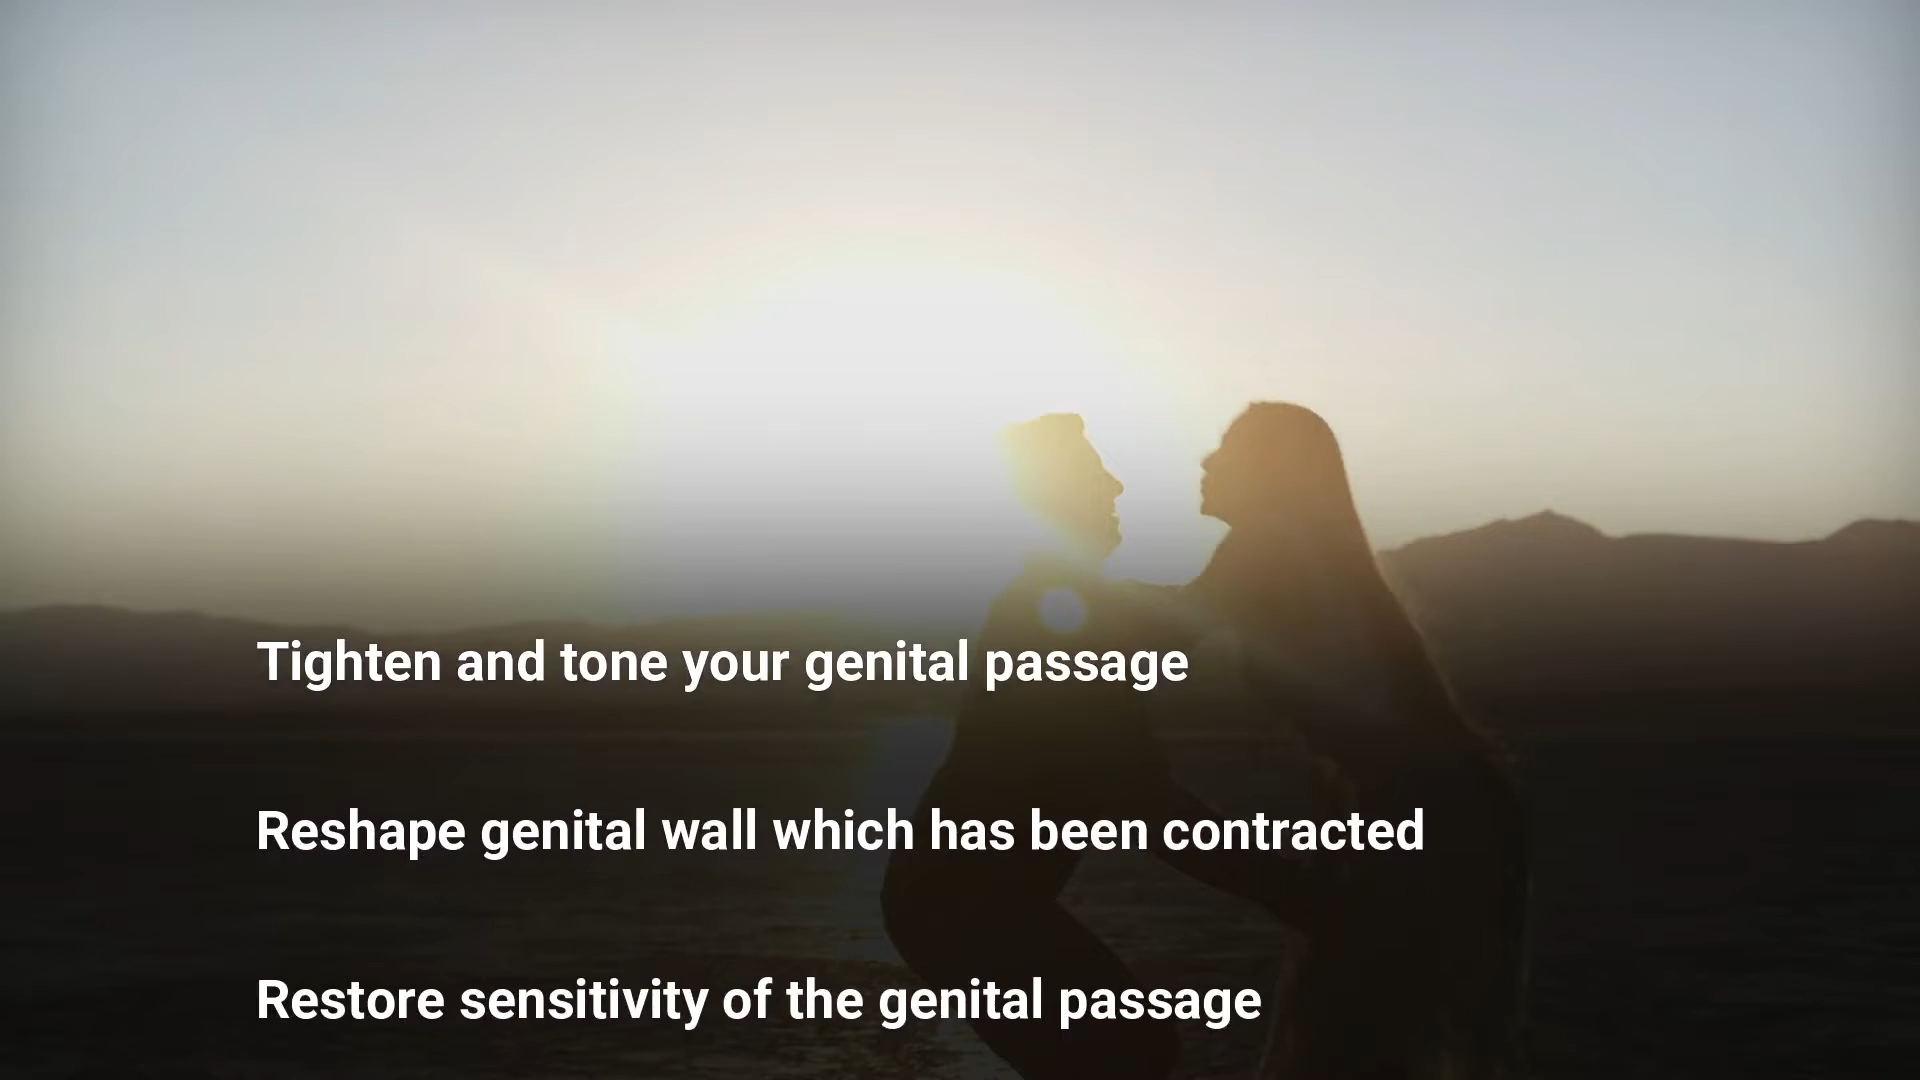 Tighten and tone your genital passage
Reshape genital wall which has been contracted
Restore sensitivity of the genital passage